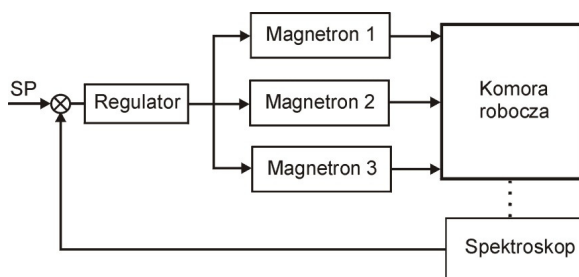 SP
Regulator
Magnetron 1
Magnetron 2
Magnetron 3
Komora
robocza
Spektroskop